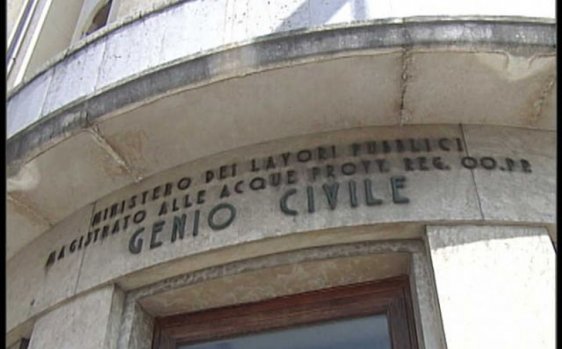 MINISTERO DEI LAVORI PUBBLICI
MAGISTRATO ALLE ACQUE PROVV. REG. OO.PP.
GENIO CIVILE